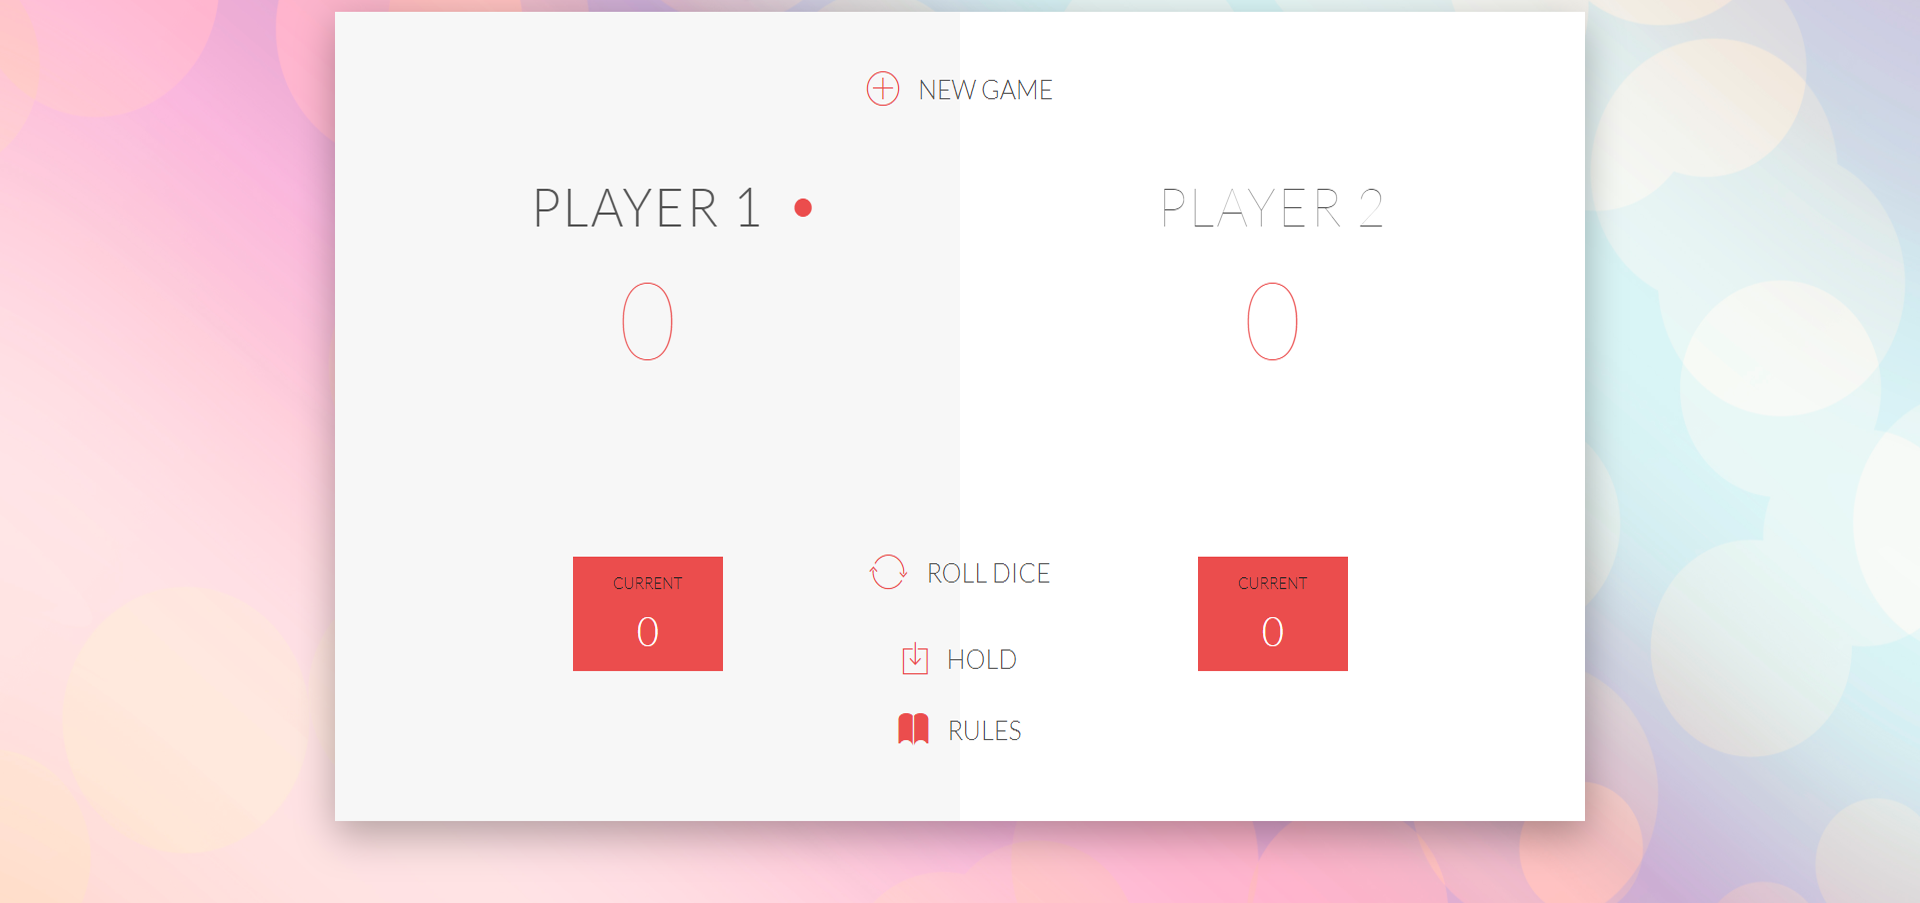 NEW GAME
PLAYER 1
0
PLAYER 2
0
CURRENT
0
ROLL DICE
HOLD
RULES
CURRENT
0